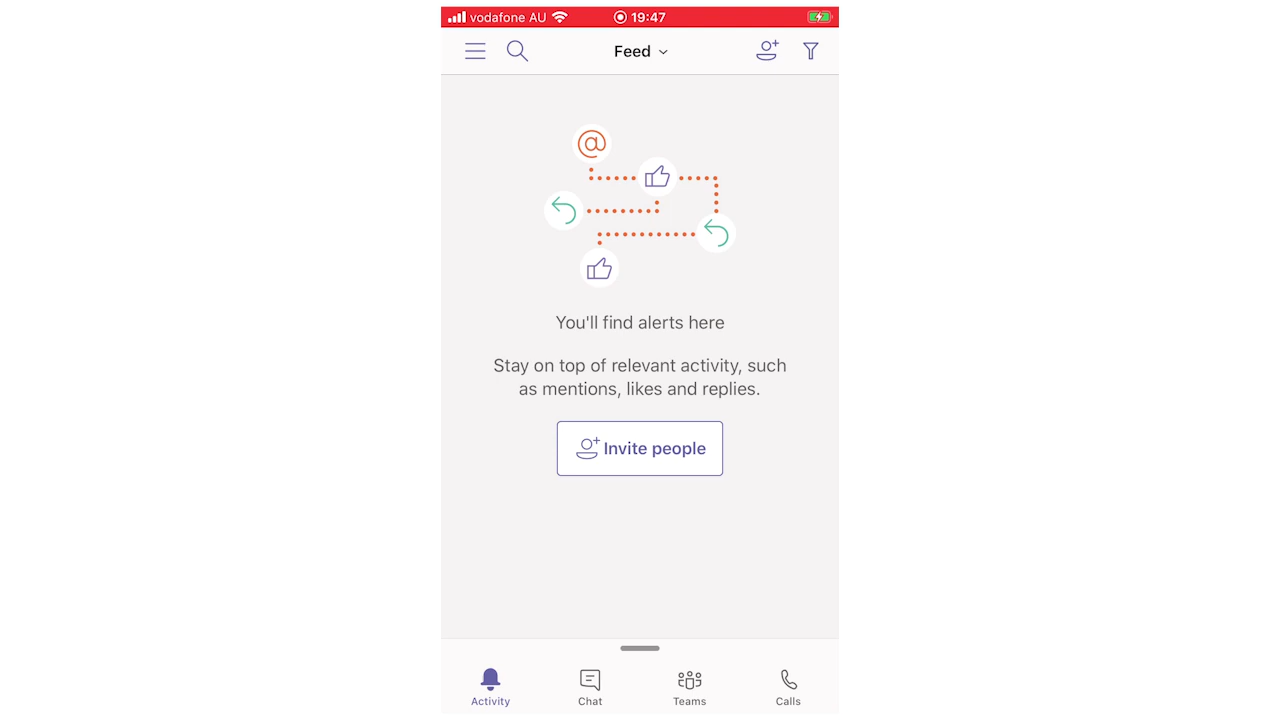 vodafone AU 19:47
Feed
@
You'll find alerts here
Stay on top of relevant activity, such
as mentions, likes and replies.
Invite people
Activity Chat Teams Calls